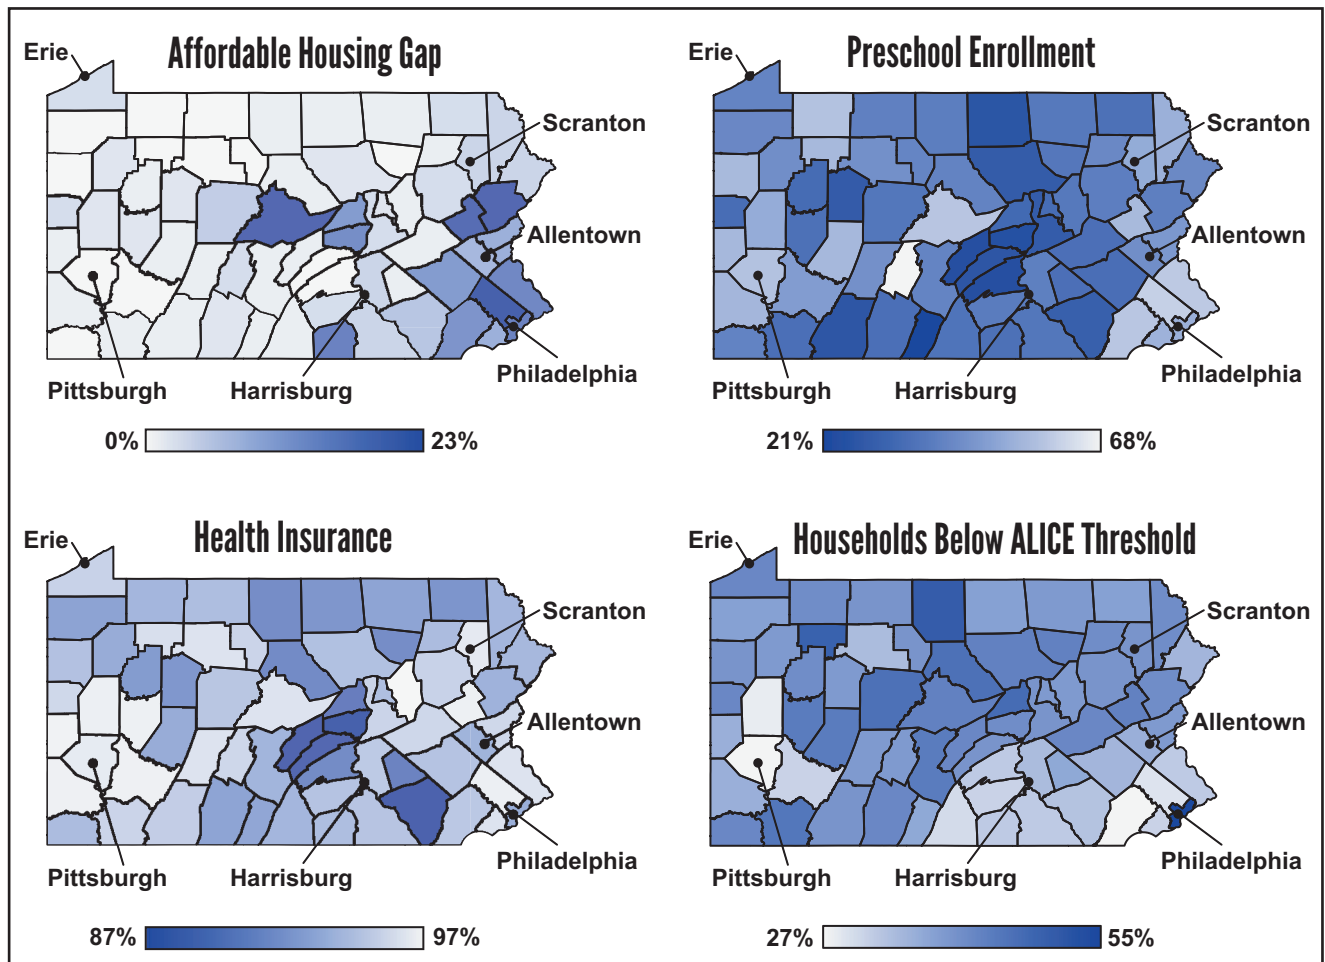 Affordable Housing Gap
Erie
Scranton
Allentown
Philadelphia
Pittsburgh
Harrisburg
0%
23%
Preschool Enrollment
Erie
Scranton
Allentown
Philadelphia
Pittsburgh
Harrisburg
21%
68%
Health Insurance
Erie
Scranton
Allentown
Philadelphia
Pittsburgh
Harrisburg
87%
97%
Households Below ALICE Threshold
Erie
Scranton
Allentown
Philadelphia
Pittsburgh
Harrisburg
27%
55%